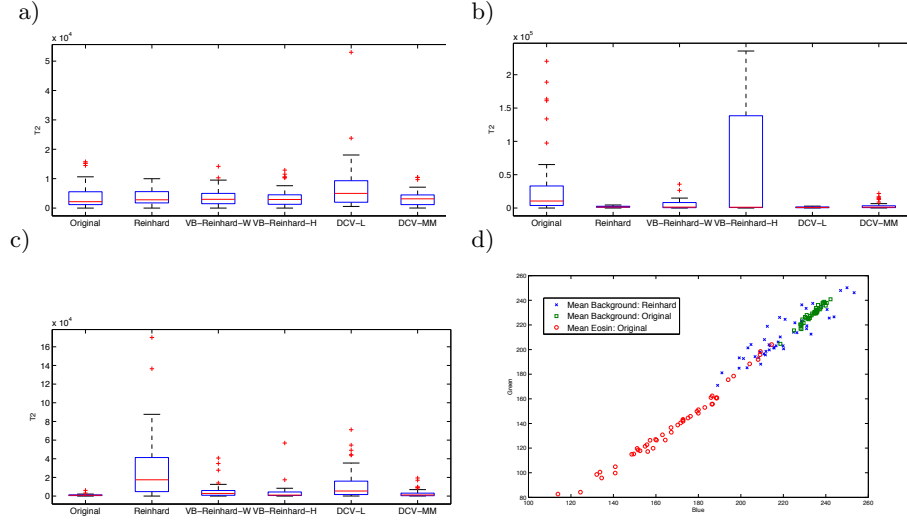 a)
x 10^4
5
4
3
2
1
0
T2
Original Reinhard VB-Reinhard-W VB-Reinhard-H DCV-L DCV-MM
b)
x 10^5
2
1.5
1
0.5
0
T2
Original Reinhard VB-Reinhard-W VB-Reinhard-H DCV-L DCV-MM
c)
x 10^4
16
14
12
10
8
6
4
2
0
T2
Original Reinhard VB-Reinhard-W VB-Reinhard-H DCV-L DCV-MM
d)
260
240
220
200
180
160
140
120
100
80
Green
Mean Background: Reinhard
Mean Background: Original
Mean Eosin: Original
100 120 140 160 180 200 220 240 260
Blue